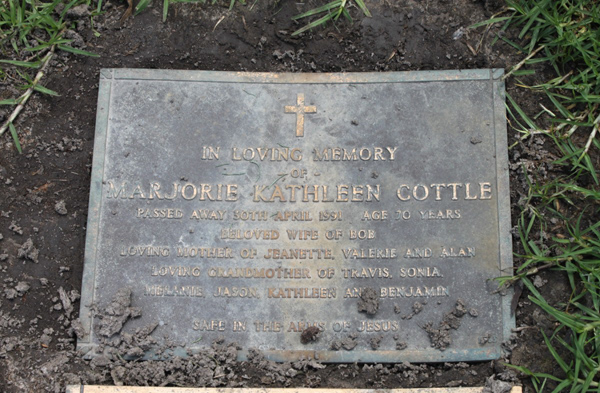 IN LOVING MEMORY
OF
MARJORIE KATHLEEN COTTLE
PASSED AWAY 30TH APRIL 1991 AGE 70 YEARS
BELOVED WIFE OF BOB
LOVING MOTHER OF JEANETTE, VALERIE AND ALAN
LOVING GRANDMOTHER OF TRAVIS, SONIA,
MELANIE, JASON, KATHLEEN AND BENJAMIN
SAFE IN THE ARMS OF JESUS